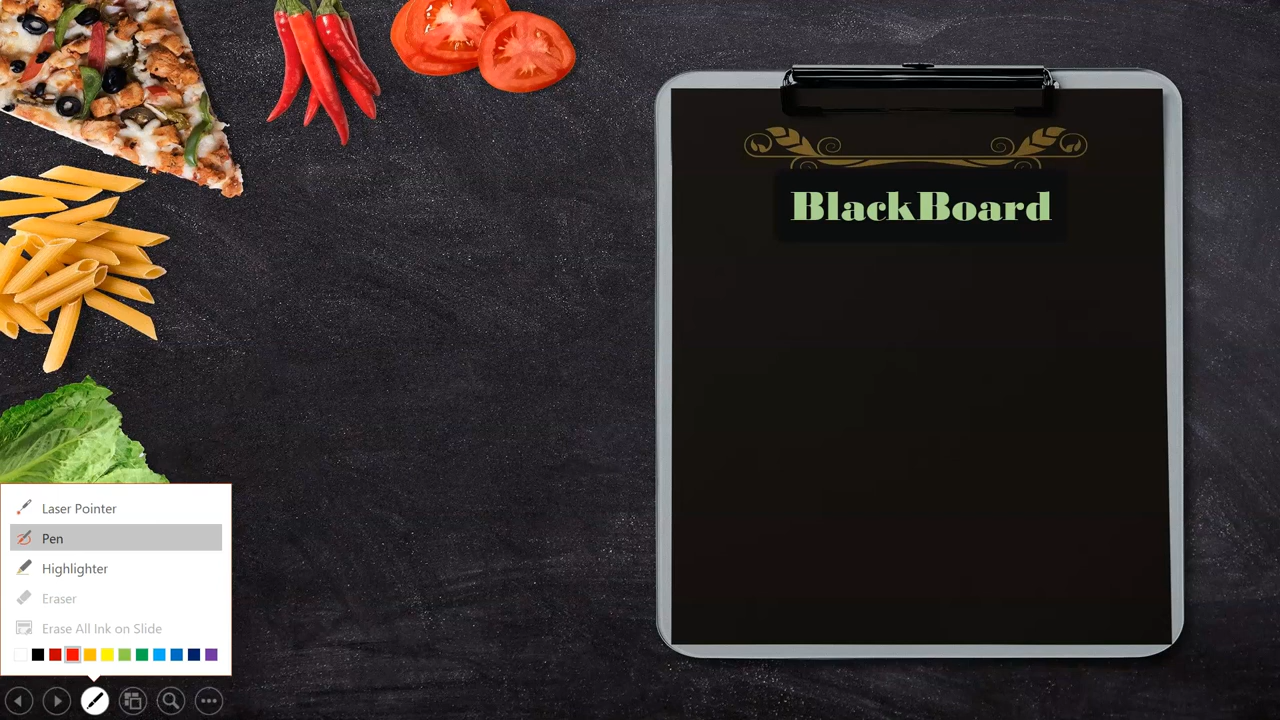 BlackBoard
Laser Pointer
Pen
Highlighter
Eraser
Erase All Ink on Slide